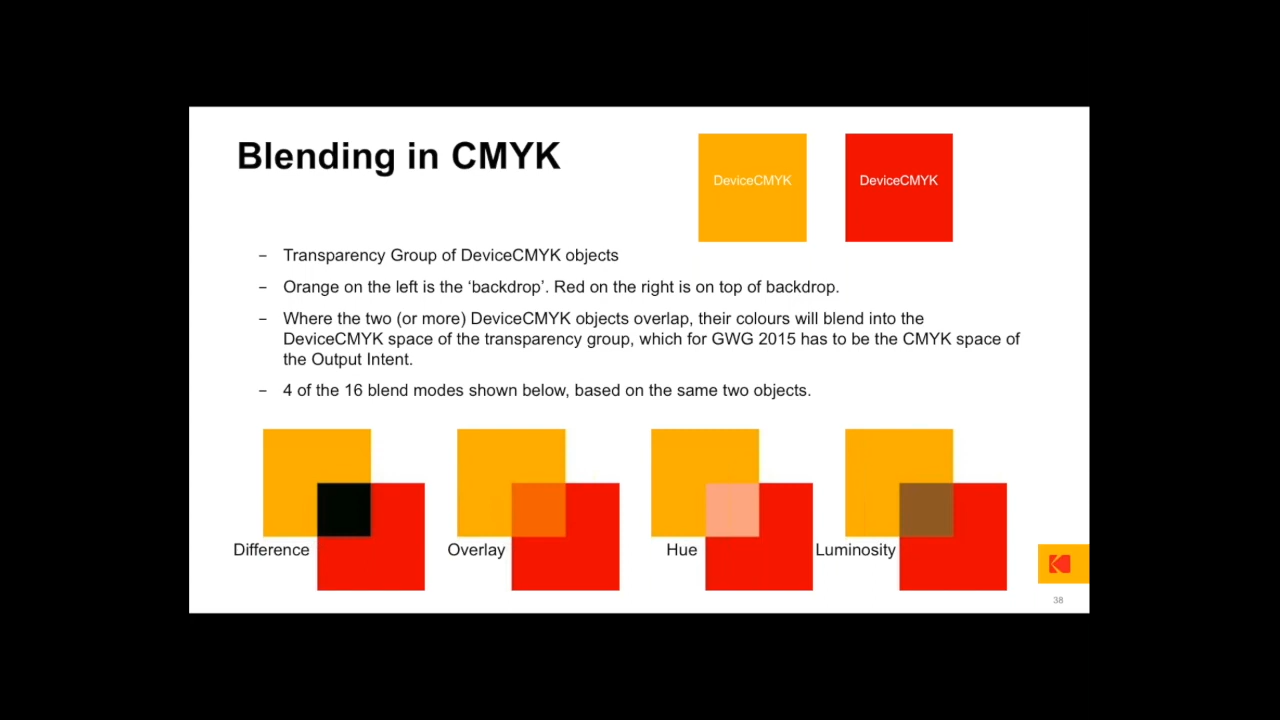 Blending in CMYK
DeviceCMYK
DeviceCMYK
– Transparency Group of DeviceCMYK objects
– Orange on the left is the ‘backdrop’. Red on the right is on top of backdrop.
– Where the two (or more) DeviceCMYK objects overlap, their colours will blend into the
DeviceCMYK space of the transparency group, which for GWG 2015 has to be the CMYK space of
the Output Intent.
– 4 of the 16 blend modes shown below, based on the same two objects.
Difference
Overlay
Hue
Luminosity
38